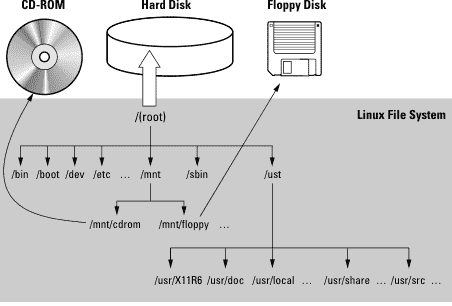 CD-ROM Hard Disk Floppy Disk
/(root)
Linux File System
/bin /boot /dev /etc ... /mnt /sbin /ust
/mnt/cdrom /mnt/floppy ...
/usr/X11R6 /usr/doc /usr/local ... /usr/share ... /usr/src ...